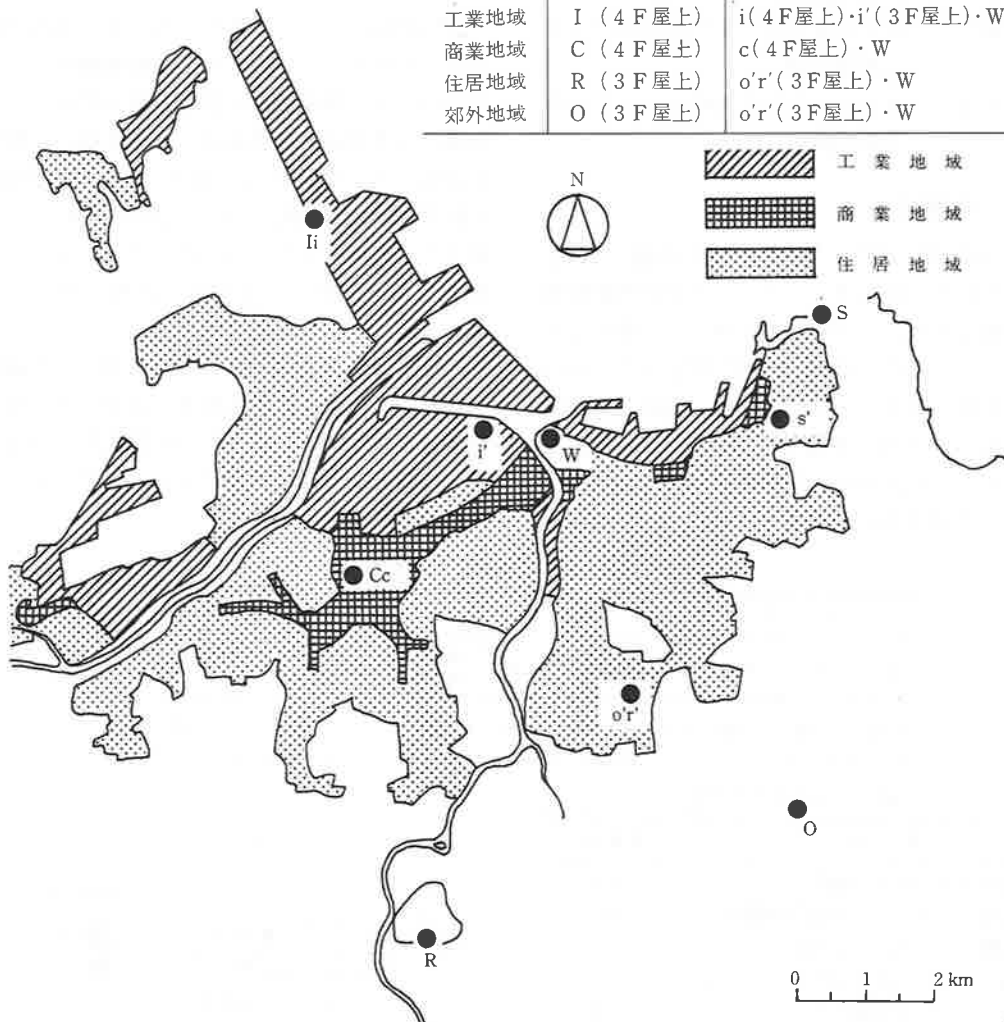 工業地域 I (4F屋上) i(4F屋上)・i'(3F屋上)・W
商業地域 C (4F屋上) c(4F屋上)・W
住居地域 R (3F屋上) o'r'(3F屋上)・W
郊外地域 O (3F屋上) o'r'(3F屋上)・W
工業地域
N
商業地域
Ii
住居地域
S
s'
i'
W
Cc
o'r'
O
R
0 1 2 km